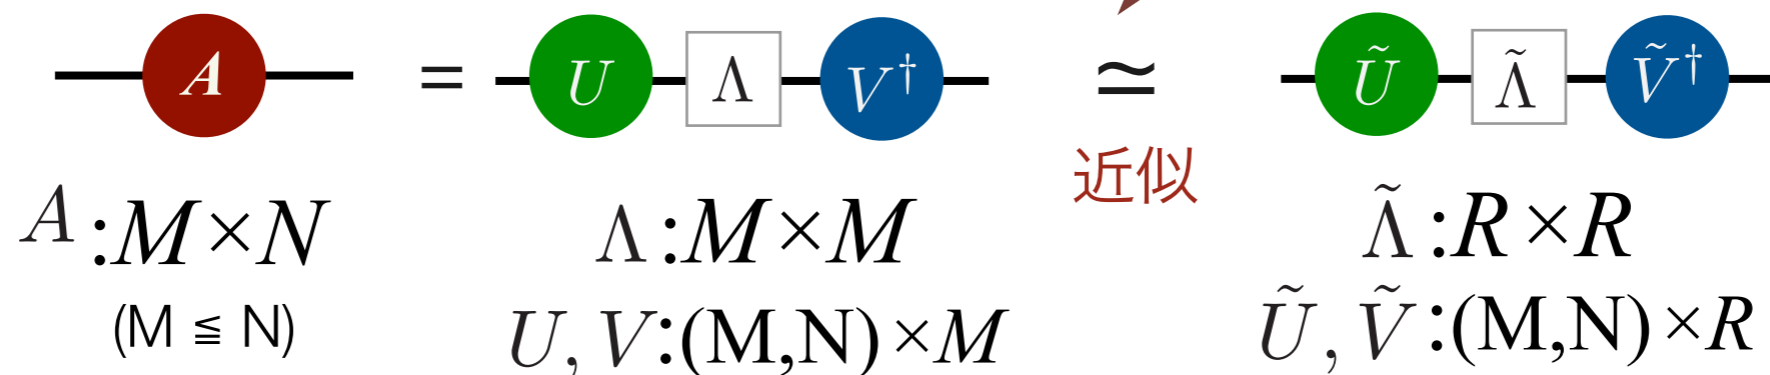 A = U Λ V† ≃ Ũ Λ̃ Ṽ†
近似
A:M×N Λ:M×M Λ̃:R×R
(M ≦ N) U, V:(M,N)×M Ũ, Ṽ:(M,N)×R